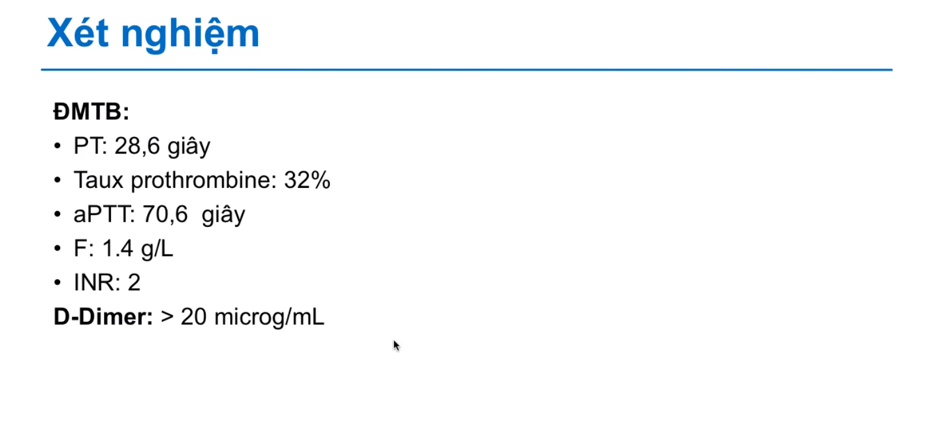 Xét nghiệm
ĐMTB:
• PT: 28,6 giây
• Taux prothrombine: 32%
• aPTT: 70,6  giây
• F: 1.4 g/L
• INR: 2
D-Dimer: > 20 microg/mL